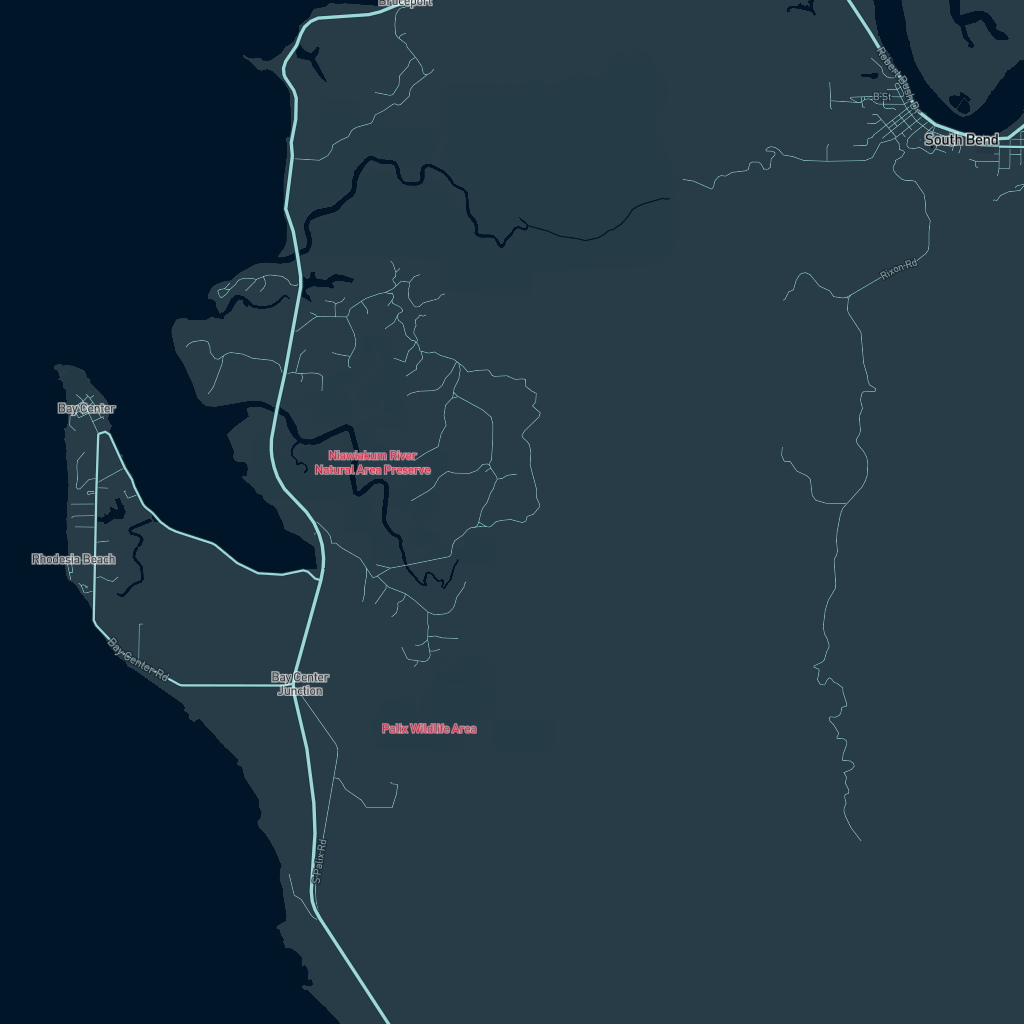 Bruceport
Robert Bush D
B St
South Bend
Rixon Rd
Bay Center
Niawiakum River
Natural Area Preserve
Rhodesia Beach
Bay Center Rd
Bay Center
Junction
Palix Wildlife Area
S Palix Rd